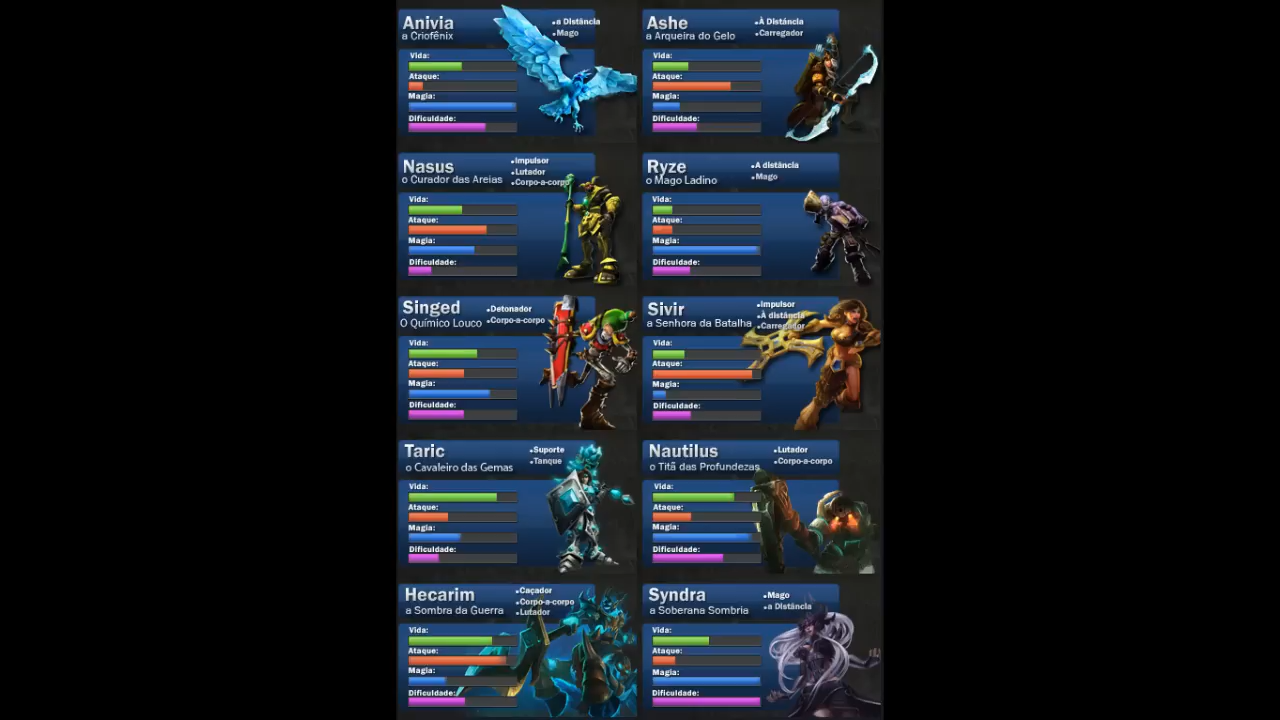 Anivia
a Criofênix
•a Distância
•Mago
Vida:
Ataque:
Magia:
Dificuldade:
Ashe
a Arqueira do Gelo
•À Distância
•Carregador
Vida:
Ataque:
Magia:
Dificuldade:
Nasus
o Curador das Areias
•Impulsor
•Lutador
•Corpo-a-corpo
Vida:
Ataque:
Magia:
Dificuldade:
Ryze
o Mago Ladino
•A distância
•Mago
Vida:
Ataque:
Magia:
Dificuldade:
Singed
O Químico Louco
•Detonador
•Corpo-a-corpo
Vida:
Ataque:
Magia:
Dificuldade:
Sivir
a Senhora da Batalha
•Impulsor
•À distância
•Carregador
Vida:
Ataque:
Magia:
Dificuldade:
Taric
o Cavaleiro das Gemas
•Suporte
•Tanque
Vida:
Ataque:
Magia:
Dificuldade:
Nautilus
o Titã das Profundezas
•Lutador
•Corpo-a-corpo
Vida:
Ataque:
Magia:
Dificuldade:
Hecarim
a Sombra da Guerra
•Caçador
•Corpo-a-corpo
•Lutador
Vida:
Ataque:
Magia:
Dificuldade:
Syndra
a Soberana Sombria
•Mago
•a Distância
Vida:
Ataque:
Magia:
Dificuldade: